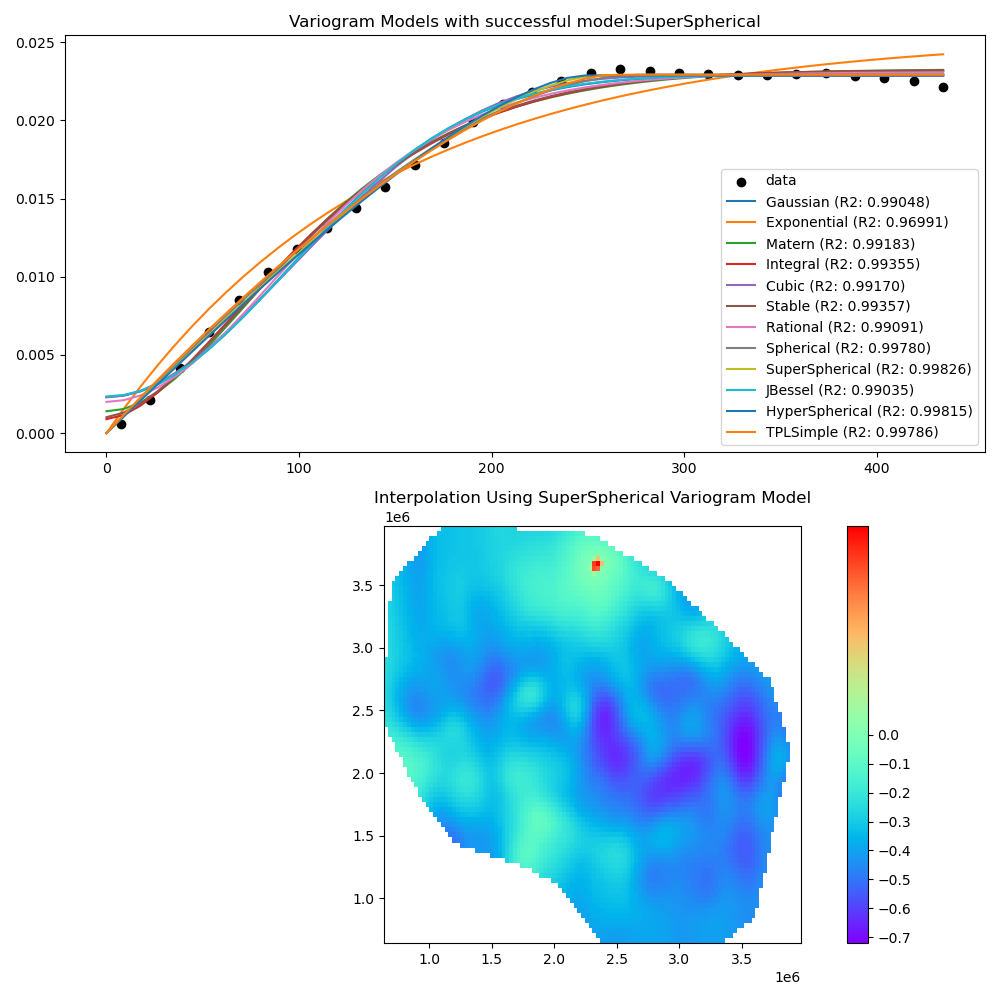 Variogram Models with successful model:SuperSpherical
0.025
0.020
0.015
0.010
0.005
0.000
data
Gaussian (R2: 0.99048)
Exponential (R2: 0.96991)
Matern (R2: 0.99183)
Integral (R2: 0.99355)
Cubic (R2: 0.99170)
Stable (R2: 0.99357)
Rational (R2: 0.99091)
Spherical (R2: 0.99780)
SuperSpherical (R2: 0.99826)
JBessel (R2: 0.99035)
HyperSpherical (R2: 0.99815)
TPLSimple (R2: 0.99786)
0 100 200 300 400
Interpolation Using SuperSpherical Variogram Model
1e6
3.5
3.0
2.5
2.0
1.5
1.0
1.0 1.5 2.0 2.5 3.0 3.5
1e6
0.0
−0.1
−0.2
−0.3
−0.4
−0.5
−0.6
−0.7